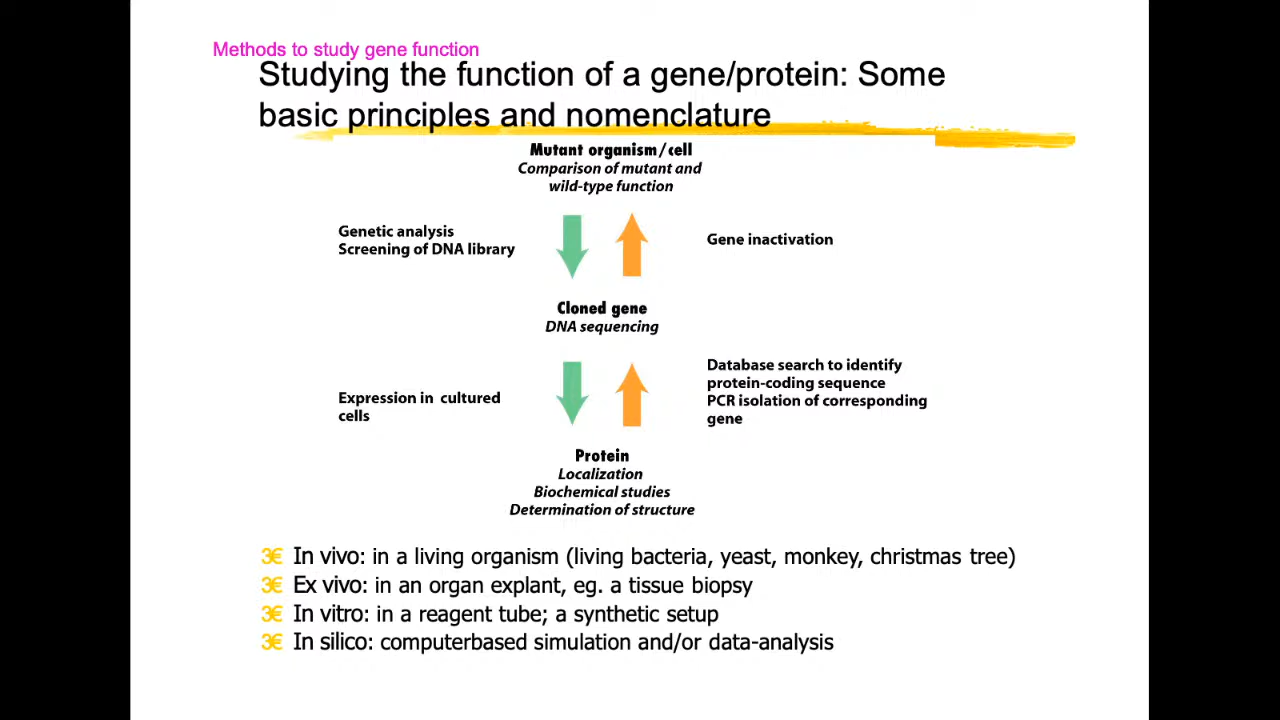 Methods to study gene function
Studying the function of a gene/protein: Some
basic principles and nomenclature
Mutant organism/cell
Comparison of mutant and
wild-type function
Genetic analysis
Screening of DNA library
Gene inactivation
Cloned gene
DNA sequencing
Expression in cultured
cells
Database search to identify
protein-coding sequence
PCR isolation of corresponding
gene
Protein
Localization
Biochemical studies
Determination of structure
3€ In vivo: in a living organism (living bacteria, yeast, monkey, christmas tree)
3€ Ex vivo: in an organ explant, eg. a tissue biopsy
3€ In vitro: in a reagent tube; a synthetic setup
3€ In silico: computerbased simulation and/or data-analysis